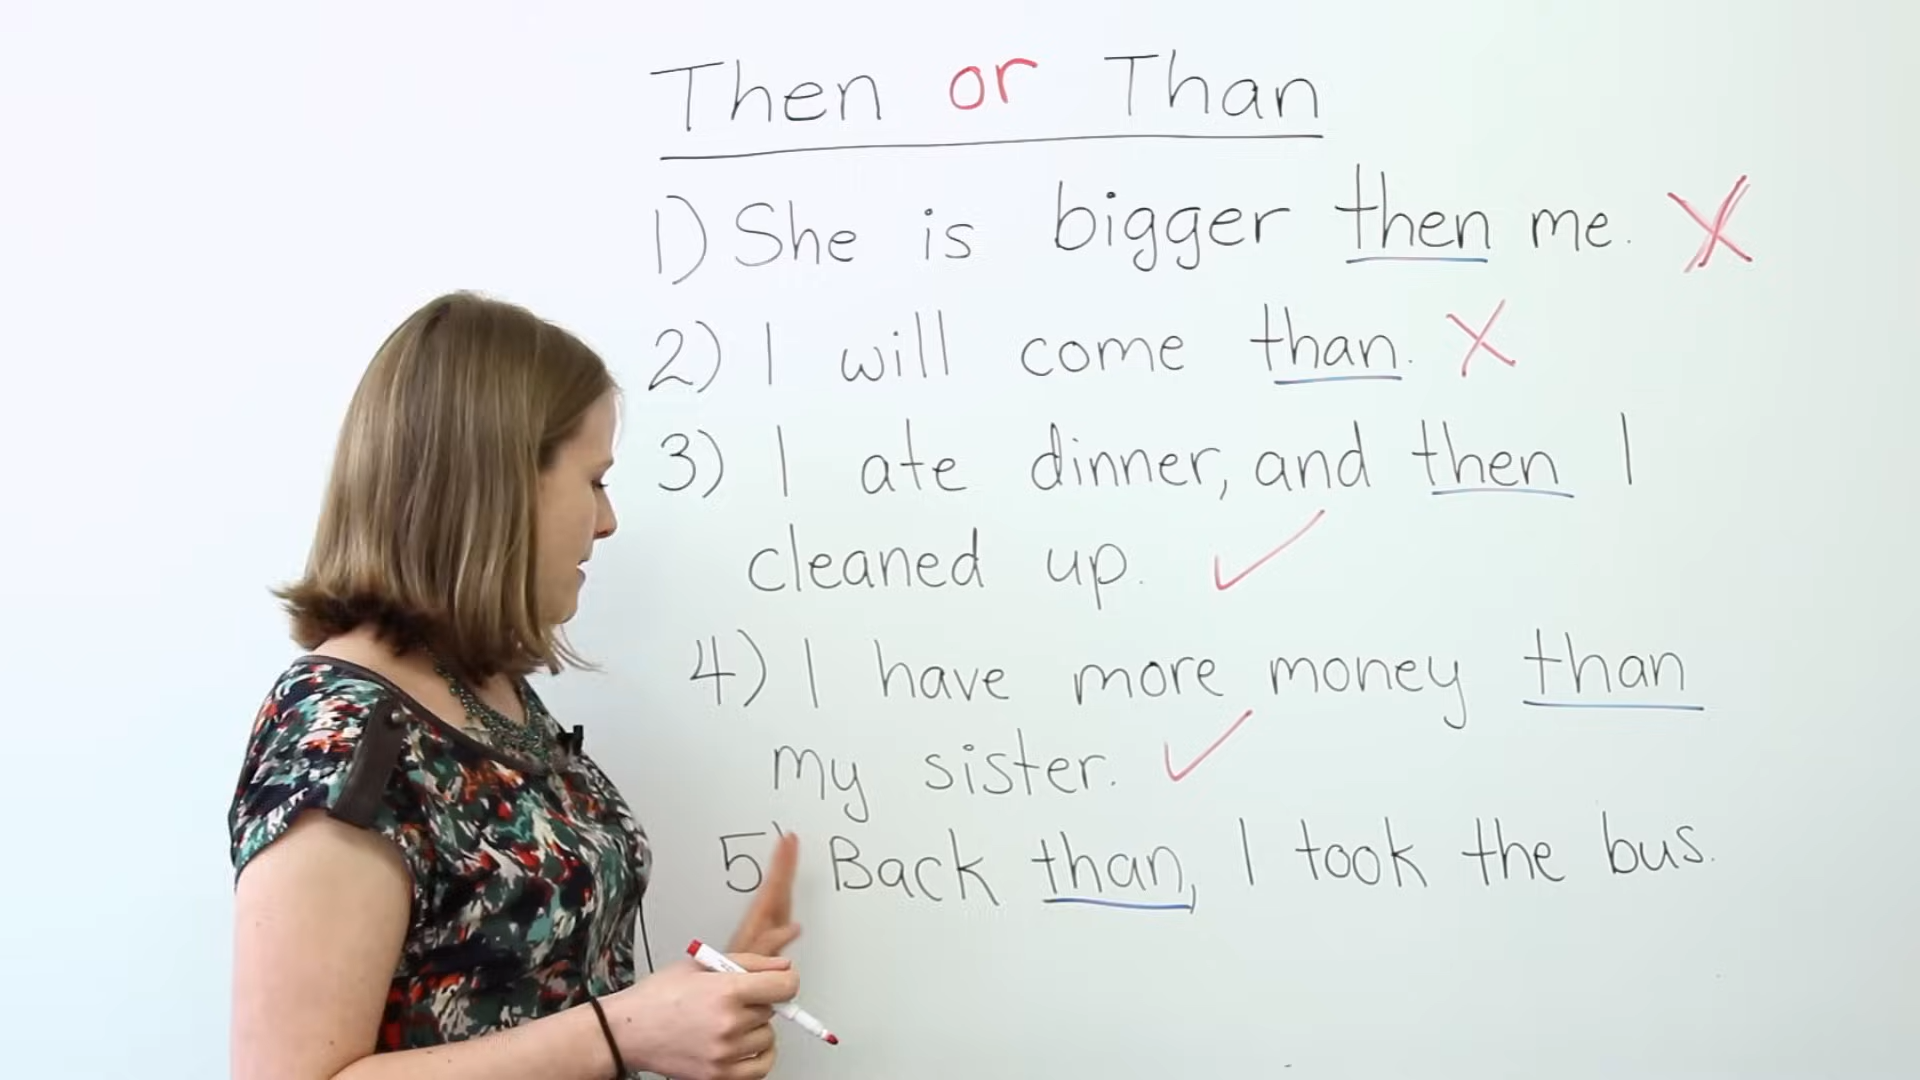 Then or Than
1) She is bigger then me. X
2) I will come than. X
3) I ate dinner, and then I
cleaned up. ✓
4) I have more money than
my sister. ✓
5) Back than, I took the bus.